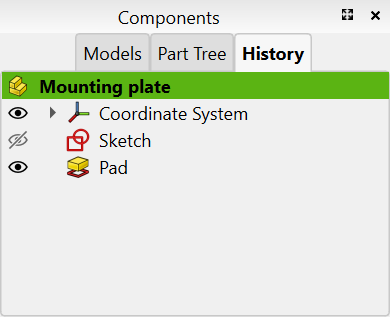 Components
Models Part Tree History
Mounting plate
Coordinate System
Sketch
Pad